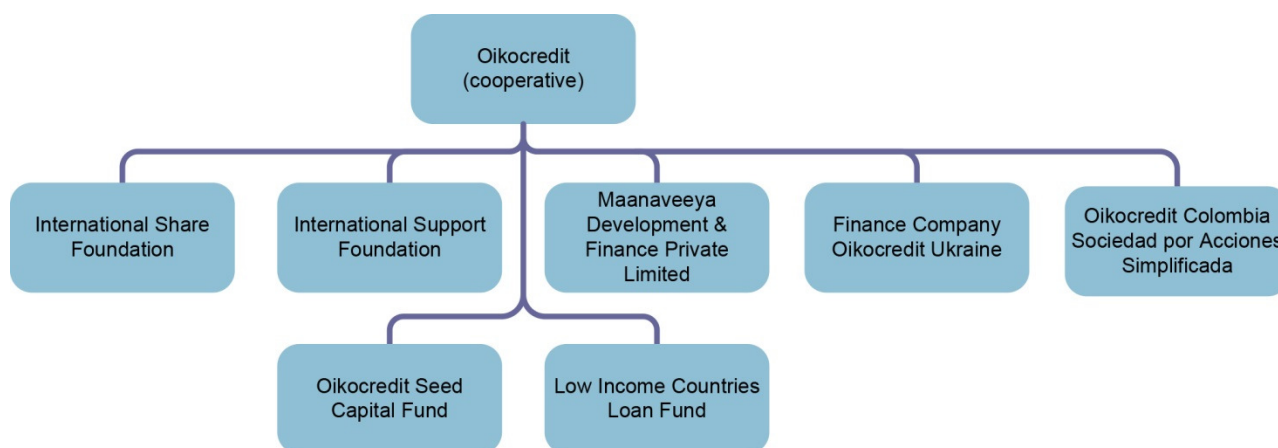 Oikocredit
(cooperative)
International Share
Foundation
International Support
Foundation
Maanaveeya
Development &
Finance Private
Limited
Finance Company
Oikocredit Ukraine
Oikocredit Colombia
Sociedad por Acciones
Simplificada
Oikocredit Seed
Capital Fund
Low Income Countries
Loan Fund